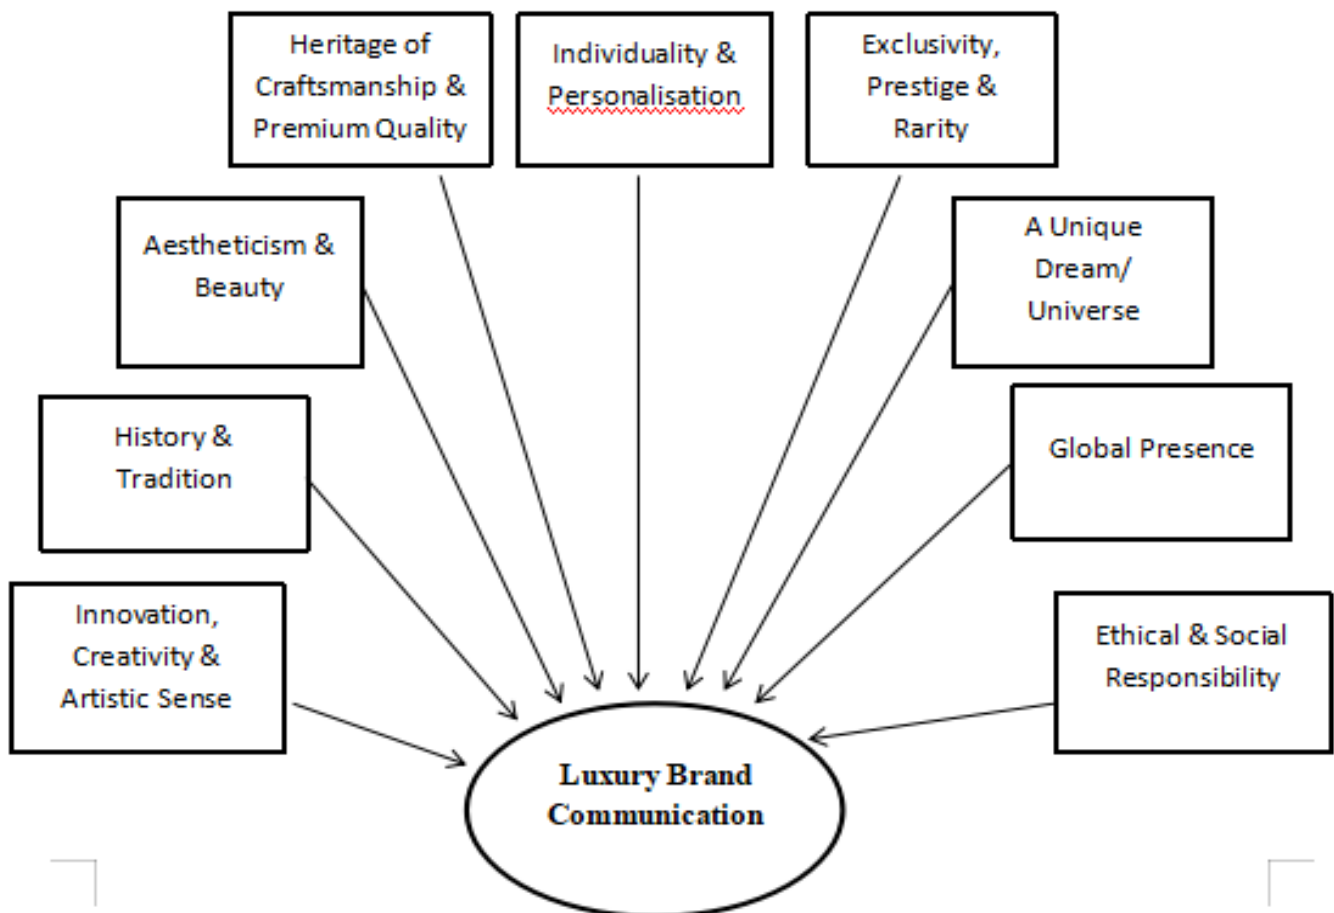 Heritage of
Craftsmanship &
Premium Quality
Individuality &
Personalisation
Exclusivity,
Prestige &
Rarity
Aestheticism &
Beauty
A Unique
Dream/
Universe
History &
Tradition
Global Presence
Innovation,
Creativity &
Artistic Sense
Ethical & Social
Responsibility
Luxury Brand
Communication